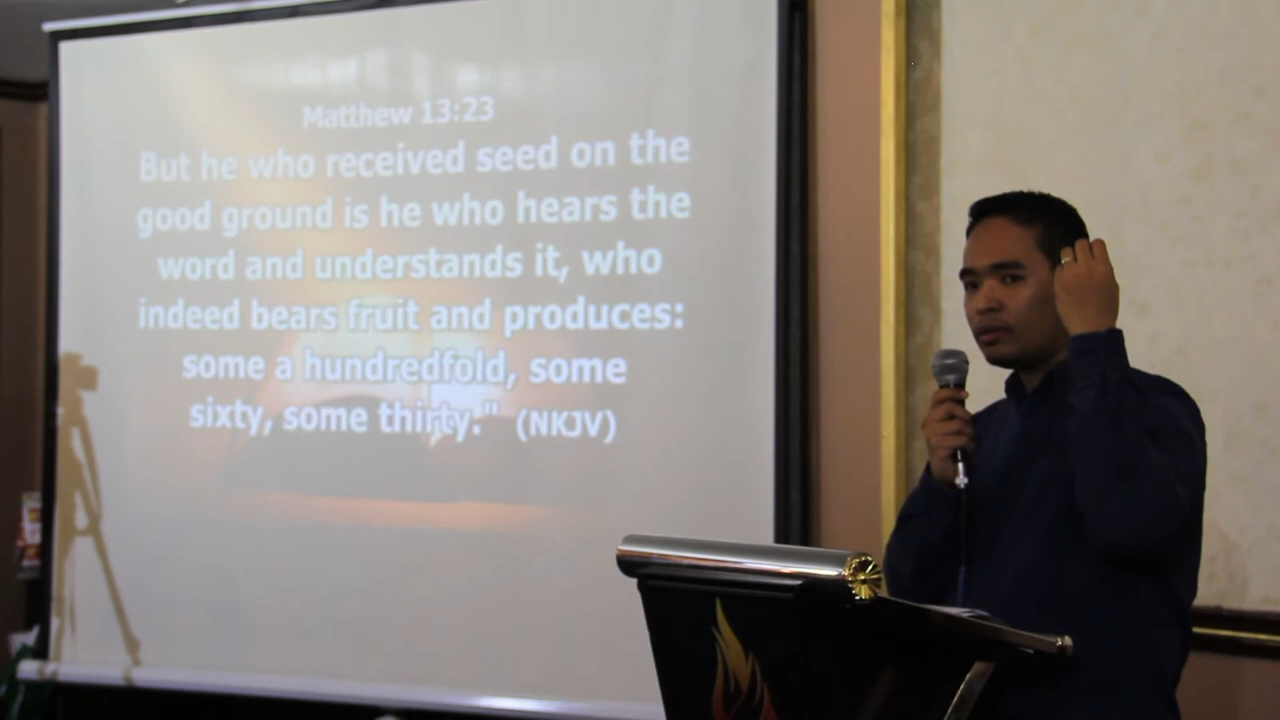 Matthew 13:23
But he who received seed on the
good ground is he who hears the
word and understands it, who
indeed bears fruit and produces:
some a hundredfold, some
sixty, some thirty." (NKJV)